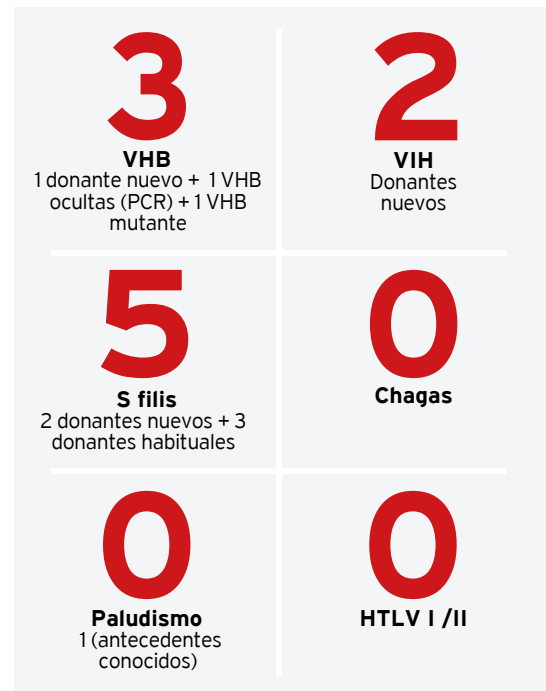 3
VHB
1 donante nuevo + 1 VHB
ocultas (PCR) + 1 VHB
mutante
2
VIH
Donantes
nuevos
5
S filis
2 donantes nuevos + 3
donantes habituales
0
Chagas
0
Paludismo
1 (antecedentes
conocidos)
0
HTLV I /II